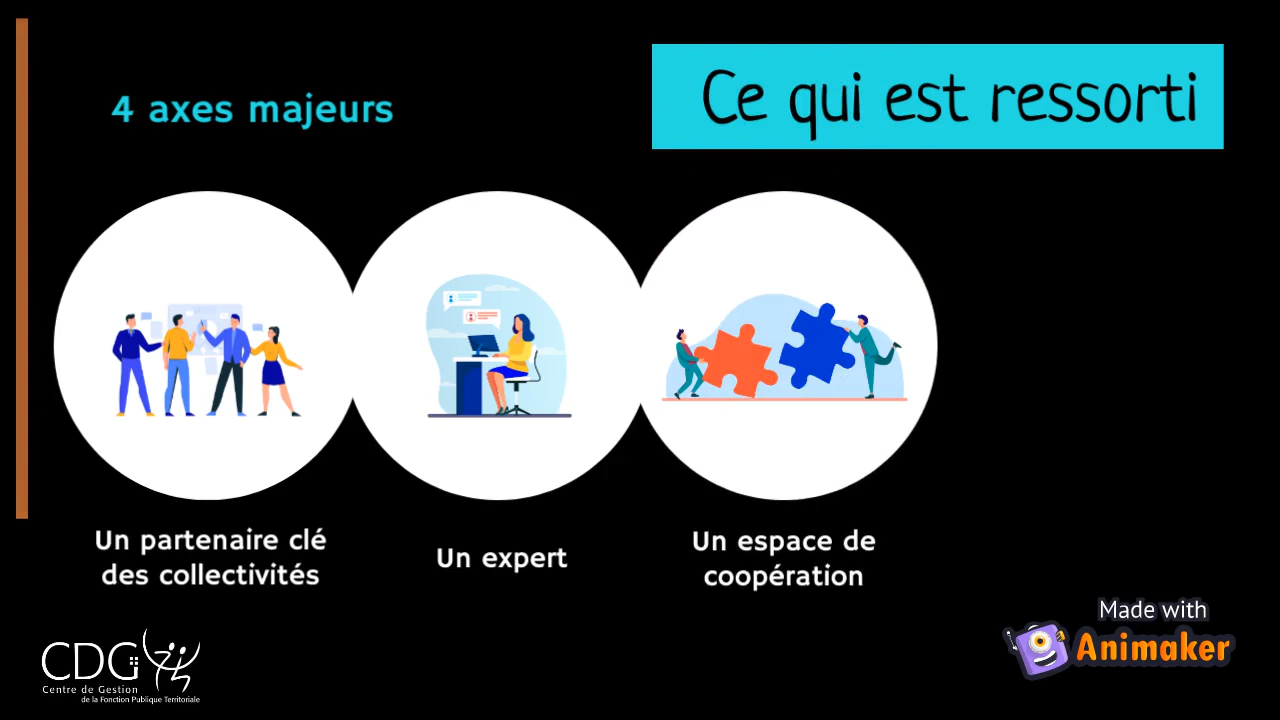 4 axes majeurs
Ce qui est ressorti
Un partenaire clé
des collectivités
Un expert
Un espace de
coopération
CDG
Centre de Gestion
de la Fonction Publique Territoriale
Made with
Animaker